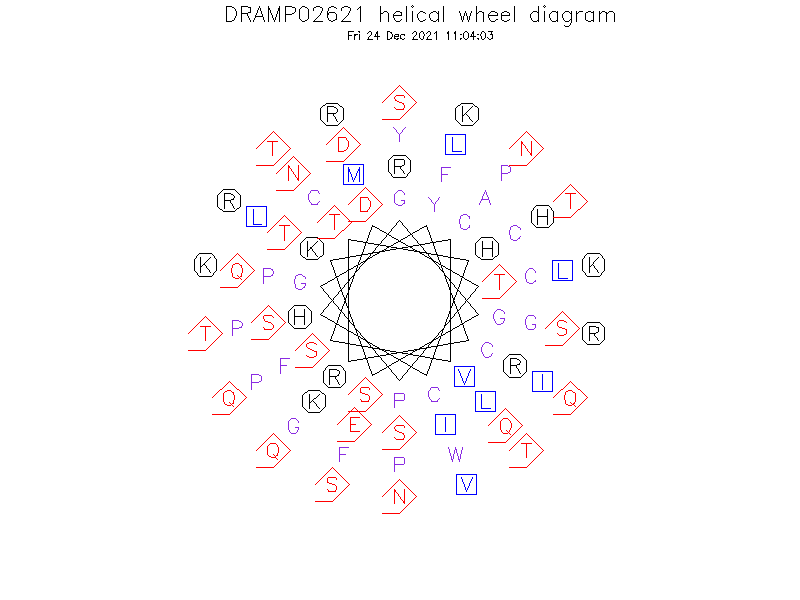 DRAMP02621 helical wheel diagram
Fri 24 Dec 2021 11:04:03
S
R K
Y
D L
T N
R
N M F P
C D G Y A
R T
L H
T C
T C
K H
K K
Q L
P C
G T
H G
S G
P S
T R
S C
F R
R V
P I
Q S P C Q
K L
G E I Q
S
Q T
F W
P
S V
N